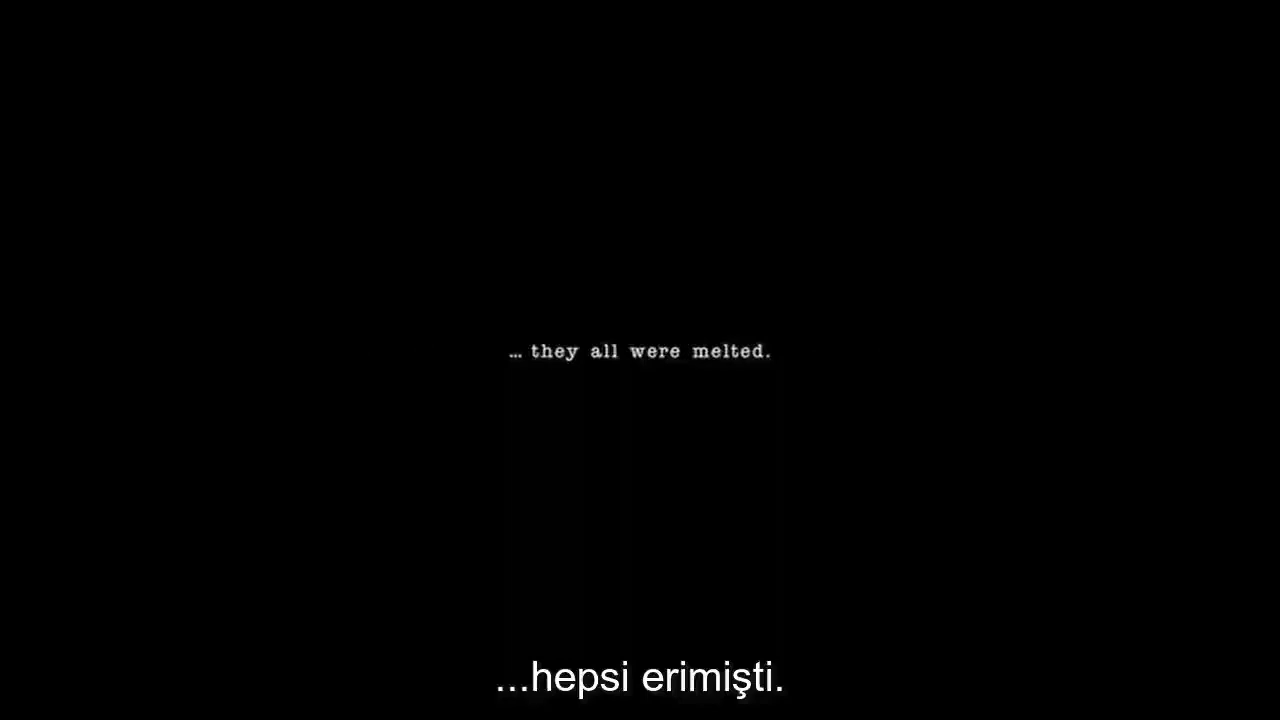 … they all were melted.
...hepsi erimişti.